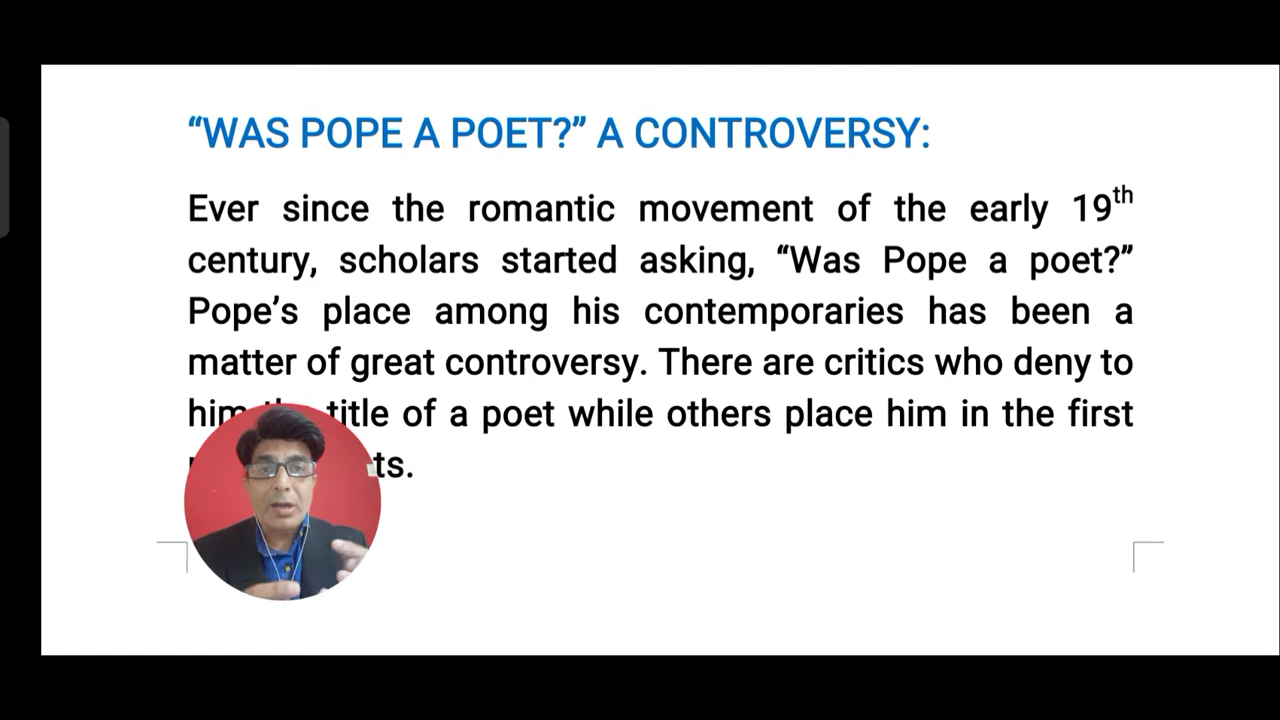 “WAS POPE A POET?” A CONTROVERSY:
Ever since the romantic movement of the early 19th
century, scholars started asking, “Was Pope a poet?”
Pope’s place among his contemporaries has been a
matter of great controversy. There are critics who deny to
him title of a poet while others place him in the first